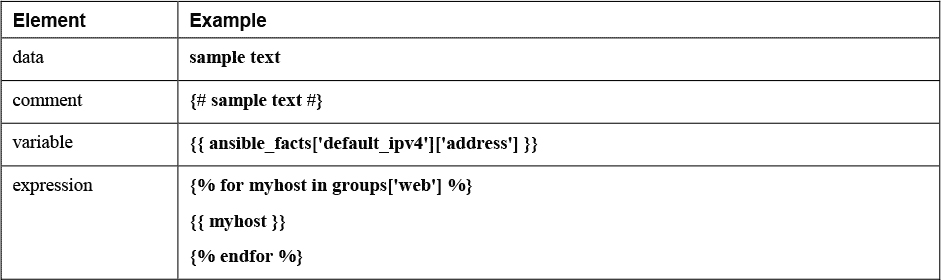 Element Example
data sample text
comment {# sample text #}
variable {{ ansible_facts['default_ipv4']['address'] }}
expression {% for myhost in groups['web'] %}
{{ myhost }}
{% endfor %}